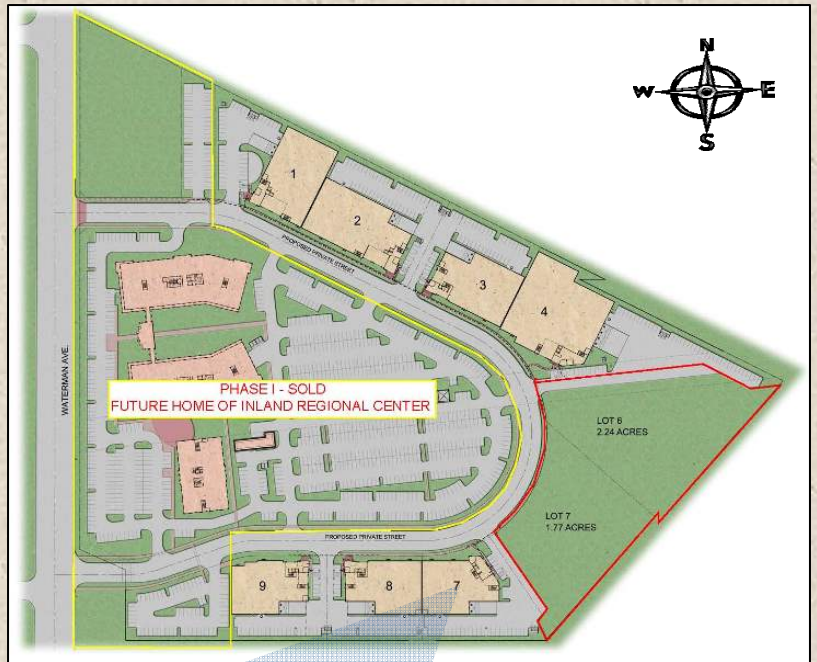 N
W E
S
1
2
PROPOSED PRIVATE STREET
3
4
WATERMAN AVE.
PHASE I - SOLD
FUTURE HOME OF INLAND REGIONAL CENTER
LOT 6
2.24 ACRES
LOT 7
1.77 ACRES
PROPOSED PRIVATE STREET
9
8
7